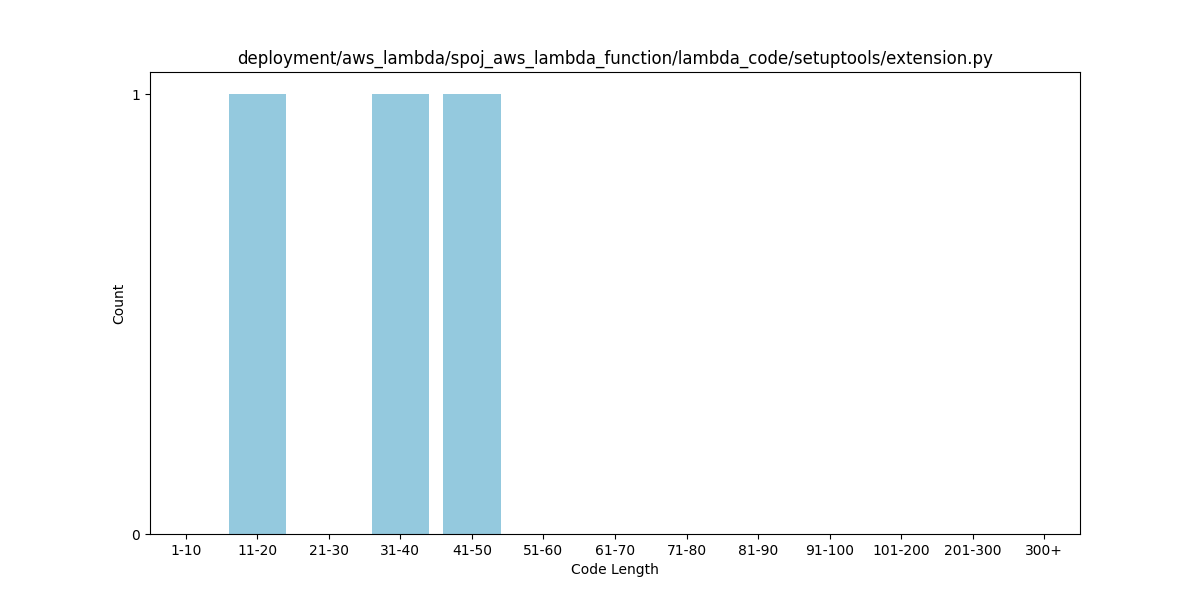 deployment/aws_lambda/spoj_aws_lambda_function/lambda_code/setuptools/extension.py
1
Count
0
1-10 11-20 21-30 31-40 41-50 51-60 61-70 71-80 81-90 91-100 101-200 201-300 300+
Code Length